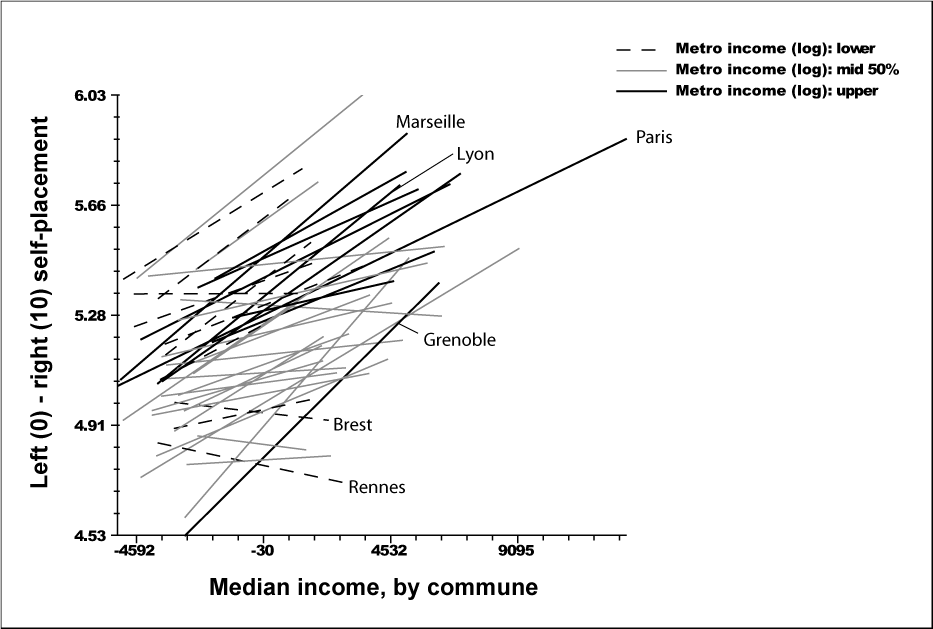 Metro income (log): lower
Metro income (log): mid 50%
Metro income (log): upper
6.03
5.66
5.28
4.91
4.53
Left (0) - right (10) self-placement
Marseille
Lyon
Paris
Grenoble
Brest
Rennes
-4592
-30
4532
9095
Median income, by commune